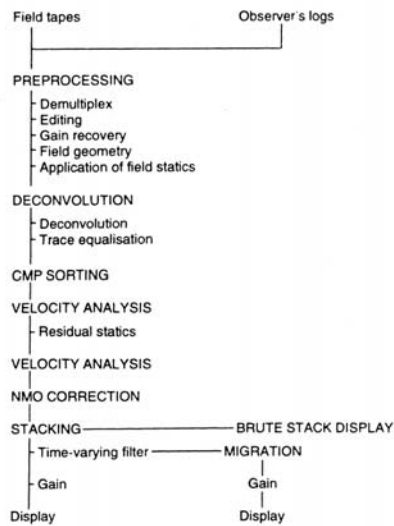 Field tapes Observer's logs
PREPROCESSING
Demultiplex
Editing
Gain recovery
Field geometry
Application of field statics
DECONVOLUTION
Deconvolution
Trace equalisation
CMP SORTING
VELOCITY ANALYSIS
Residual statics
VELOCITY ANALYSIS
NMO CORRECTION
STACKING BRUTE STACK DISPLAY
Time-varying filter MIGRATION
Gain Gain
Display Display